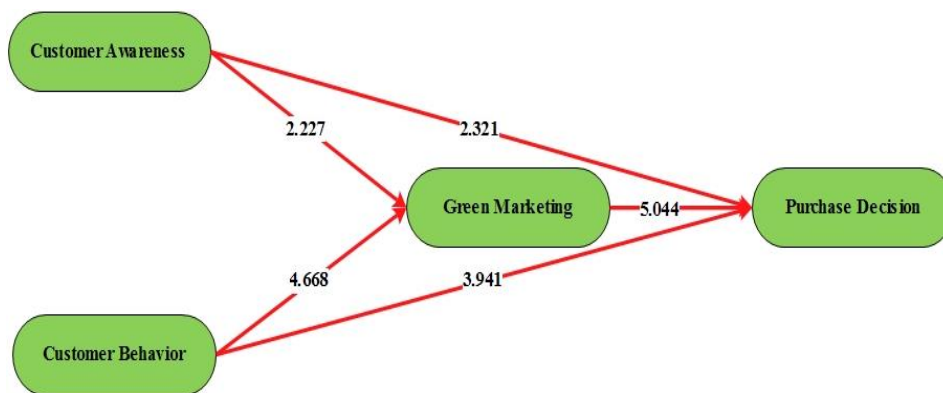 Customer Awareness
2.227
2.321
Green Marketing
5.044
Purchase Decision
4.668
3.941
Customer Behavior